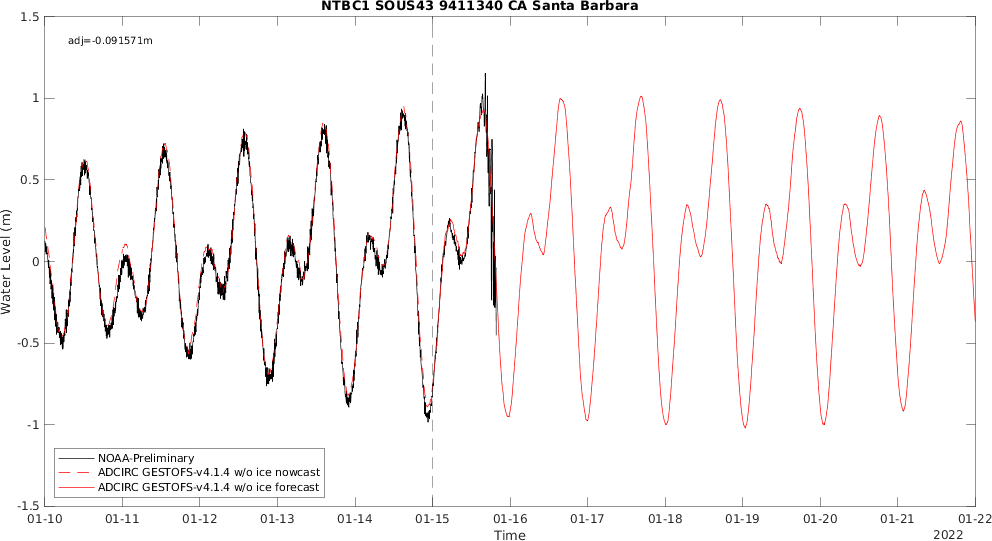 NTBC1 SOUS43 9411340 CA Santa Barbara
adj=-0.091571m
1.5
1
0.5
0
-0.5
-1
-1.5
Water Level (m)
NOAA-Preliminary
ADCIRC GESTOFS-v4.1.4 w/o ice nowcast
ADCIRC GESTOFS-v4.1.4 w/o ice forecast
01-10 01-11 01-12 01-13 01-14 01-15 01-16 01-17 01-18 01-19 01-20 01-21 01-22
Time
2022